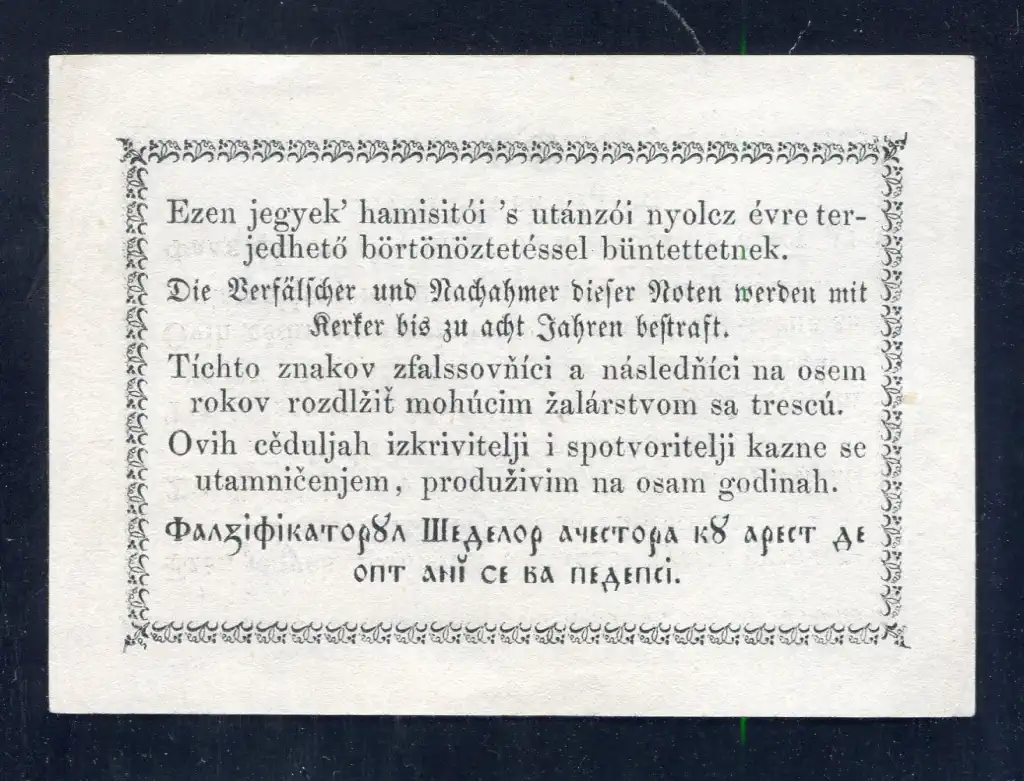 Ezen jegyek’ hamisitói ’s utánzói nyolcz évre ter-
jedhető börtönöztetéssel büntettetnek.
Die Verfälscher und Nachahmer dieser Noten werden mit
Kerker bis zu acht Jahren bestraft.
Tíchto znakov zfalssovňíci a následňíci na osem
rokov rozdlžiť mohúcim žalárstvom sa trescú.
Ovih cěduljah izkrivitelji i spotvoritelji kazne se
utamničenjem, produživim na osam godinah.
Фалꙁіфікаторꙋл Шеделор ачестора кꙋ арест де
опт анĭ се ва педепсі.